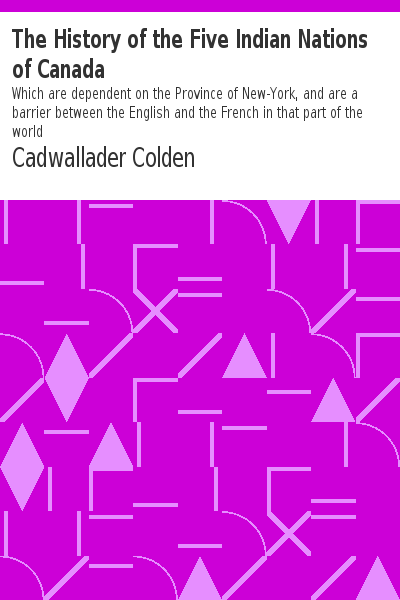 The History of the Five Indian Nations
of Canada
Which are dependent on the Province of New-York, and are a
barrier between the English and the French in that part of the
world
Cadwallader Colden